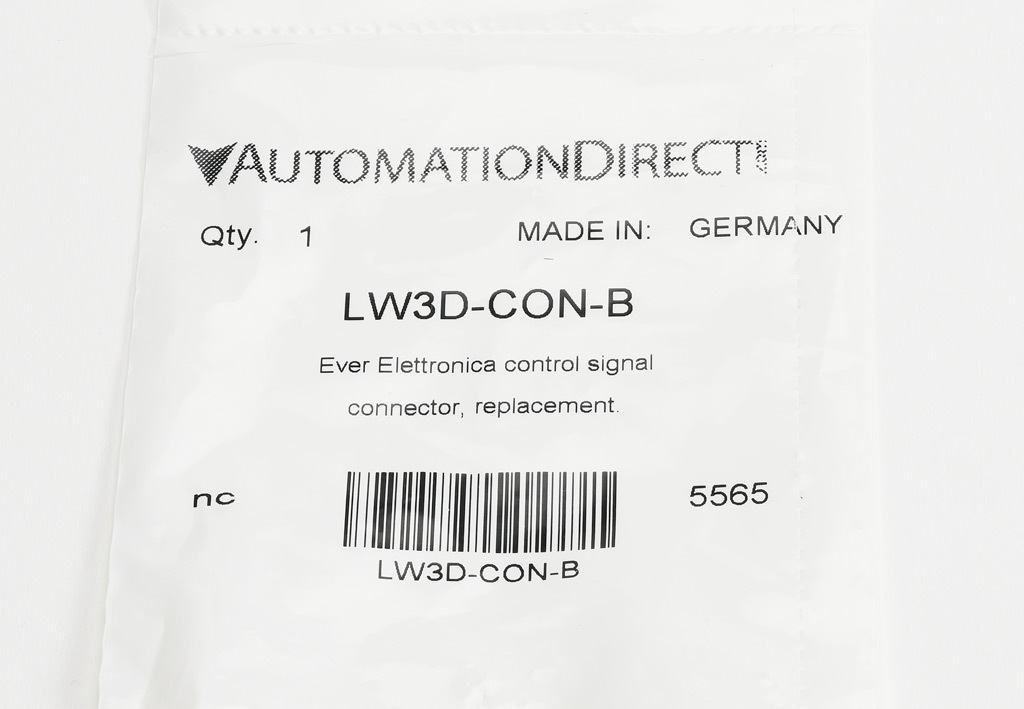 AUTOMATIONDIRECT
Qty. 1 MADE IN: GERMANY
LW3D-CON-B
Ever Elettronica control signal
connector, replacement.
nc 5565
LW3D-CON-B